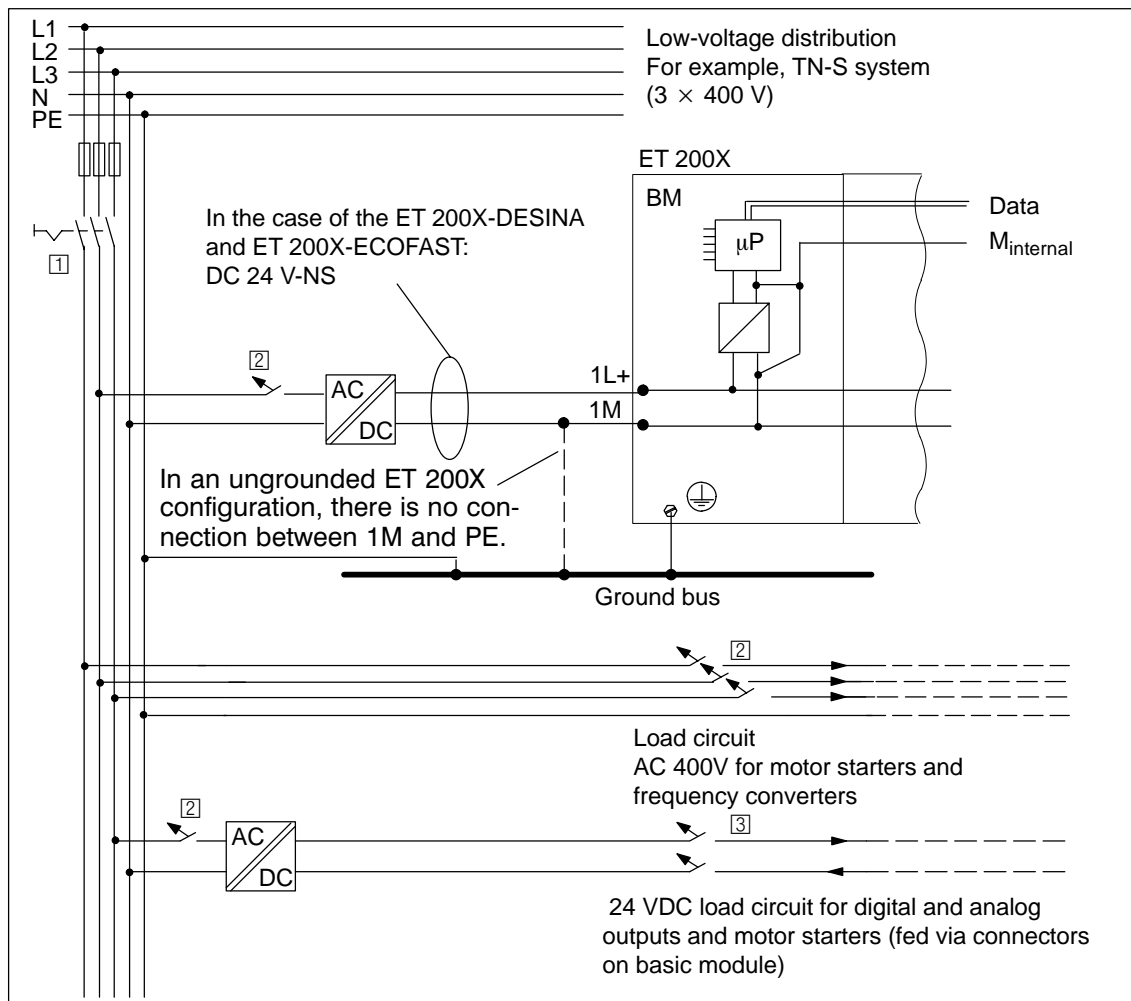 L1
L2
L3
N
PE
Low-voltage distribution
For example, TN-S system
(3 × 400 V)
ET 200X
BM
μP
Data
Minternal
In the case of the ET 200X-DESINA
and ET 200X-ECOFAST:
DC 24 V-NS
1
2
AC
DC
1L+
1M
In an ungrounded ET 200X
configuration, there is no con-
nection between 1M and PE.
Ground bus
2
Load circuit
AC 400V for motor starters and
frequency converters
2
AC
DC
3
24 VDC load circuit for digital and analog
outputs and motor starters (fed via connectors
on basic module)